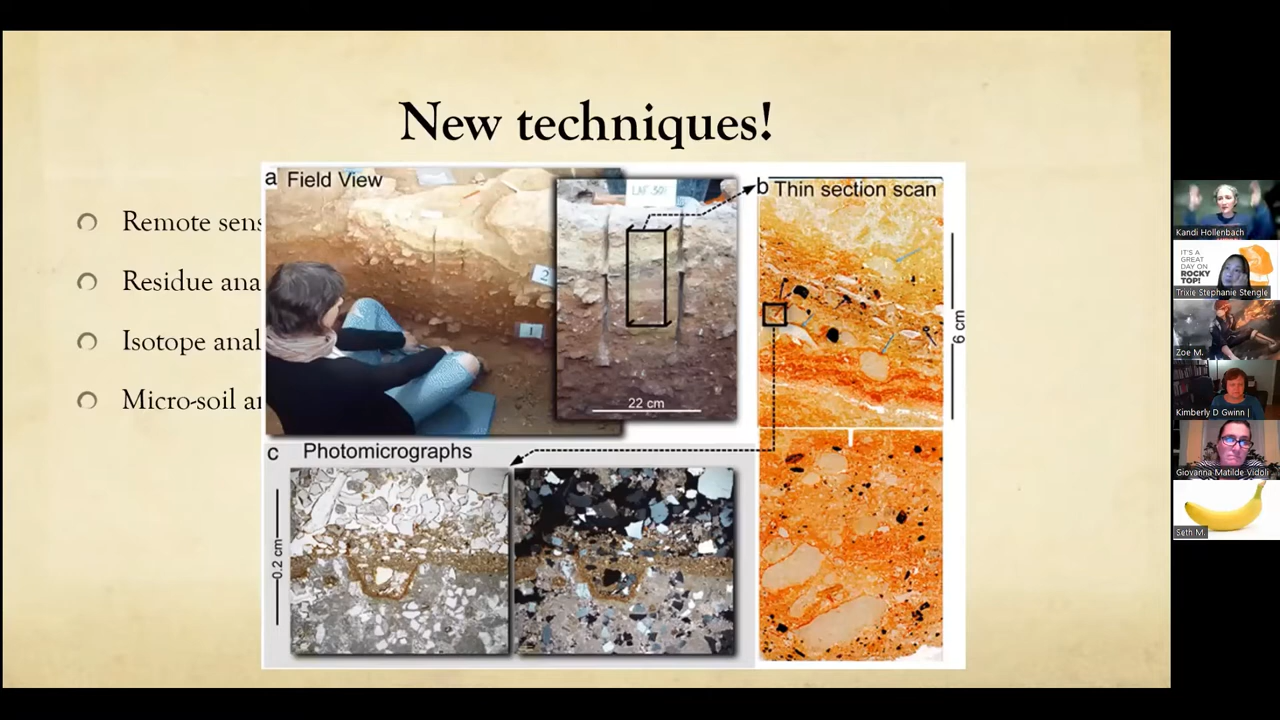 New techniques!
Remote sens
Residue ana
Isotope anal
Micro-soil a
a Field View
2
1
22 cm
b Thin section scan
6 cm
c Photomicrographs
0.2 cm
Kandi Hollenbach
IT'S A
GREAT
DAY ON
ROCKY
TOP!
Trixie Stephanie Stengle
Zoe M.
Kimberly D Gwinn |
Giovanna Matilde Vidoli
Seth M.